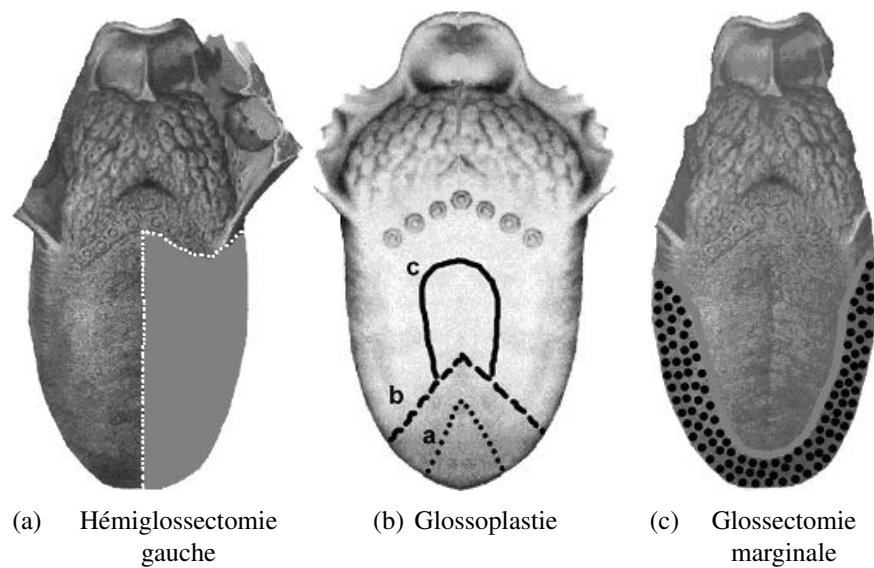 c
b
a
(a) Hémiglossectomie
gauche
(b) Glossoplastie
(c) Glossectomie
marginale